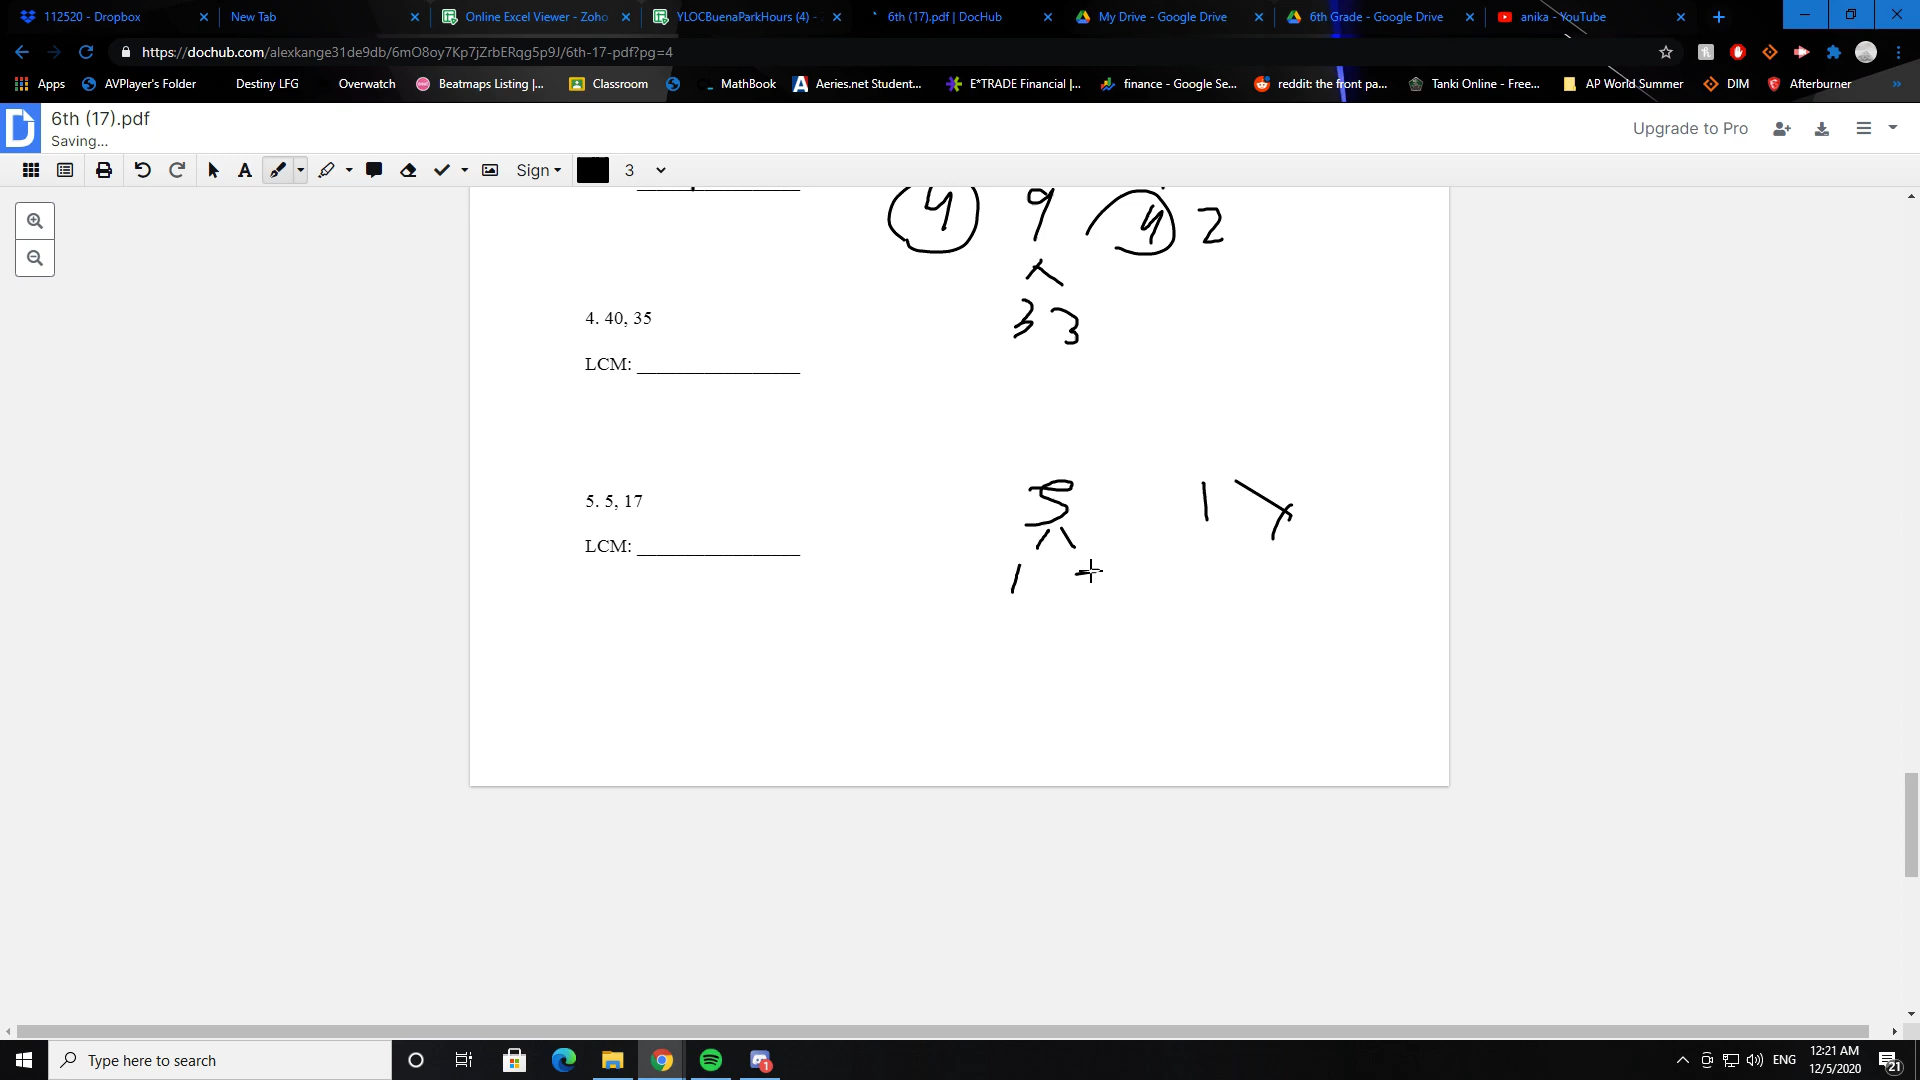 112520 - Dropbox New Tab Online Excel Viewer - Zoho YLOCBuenaParkHours (4) - 6th (17).pdf | DocHub My Drive - Google Drive 6th Grade - Google Drive anika - YouTube
https://dochub.com/alexkange31de9db/6mO8oy7Kp7jZrbERqg5p9J/6th-17-pdf?pg=4
Apps AVPlayer's Folder Destiny LFG Overwatch Beatmaps Listing |... Classroom MathBook Aeries.net Student... E*TRADE Financial |... finance - Google Se... reddit: the front pa... Tanki Online - Free... AP World Summer DIM Afterburner »
6th (17).pdf
Saving...
Upgrade to Pro
A Sign 3
4 9 4 2
3 3
4. 40, 35
LCM: _________________
5. 5, 17
LCM: _________________
5 17
1
Type here to search
ENG
12:21 AM
12/5/2020
21
1